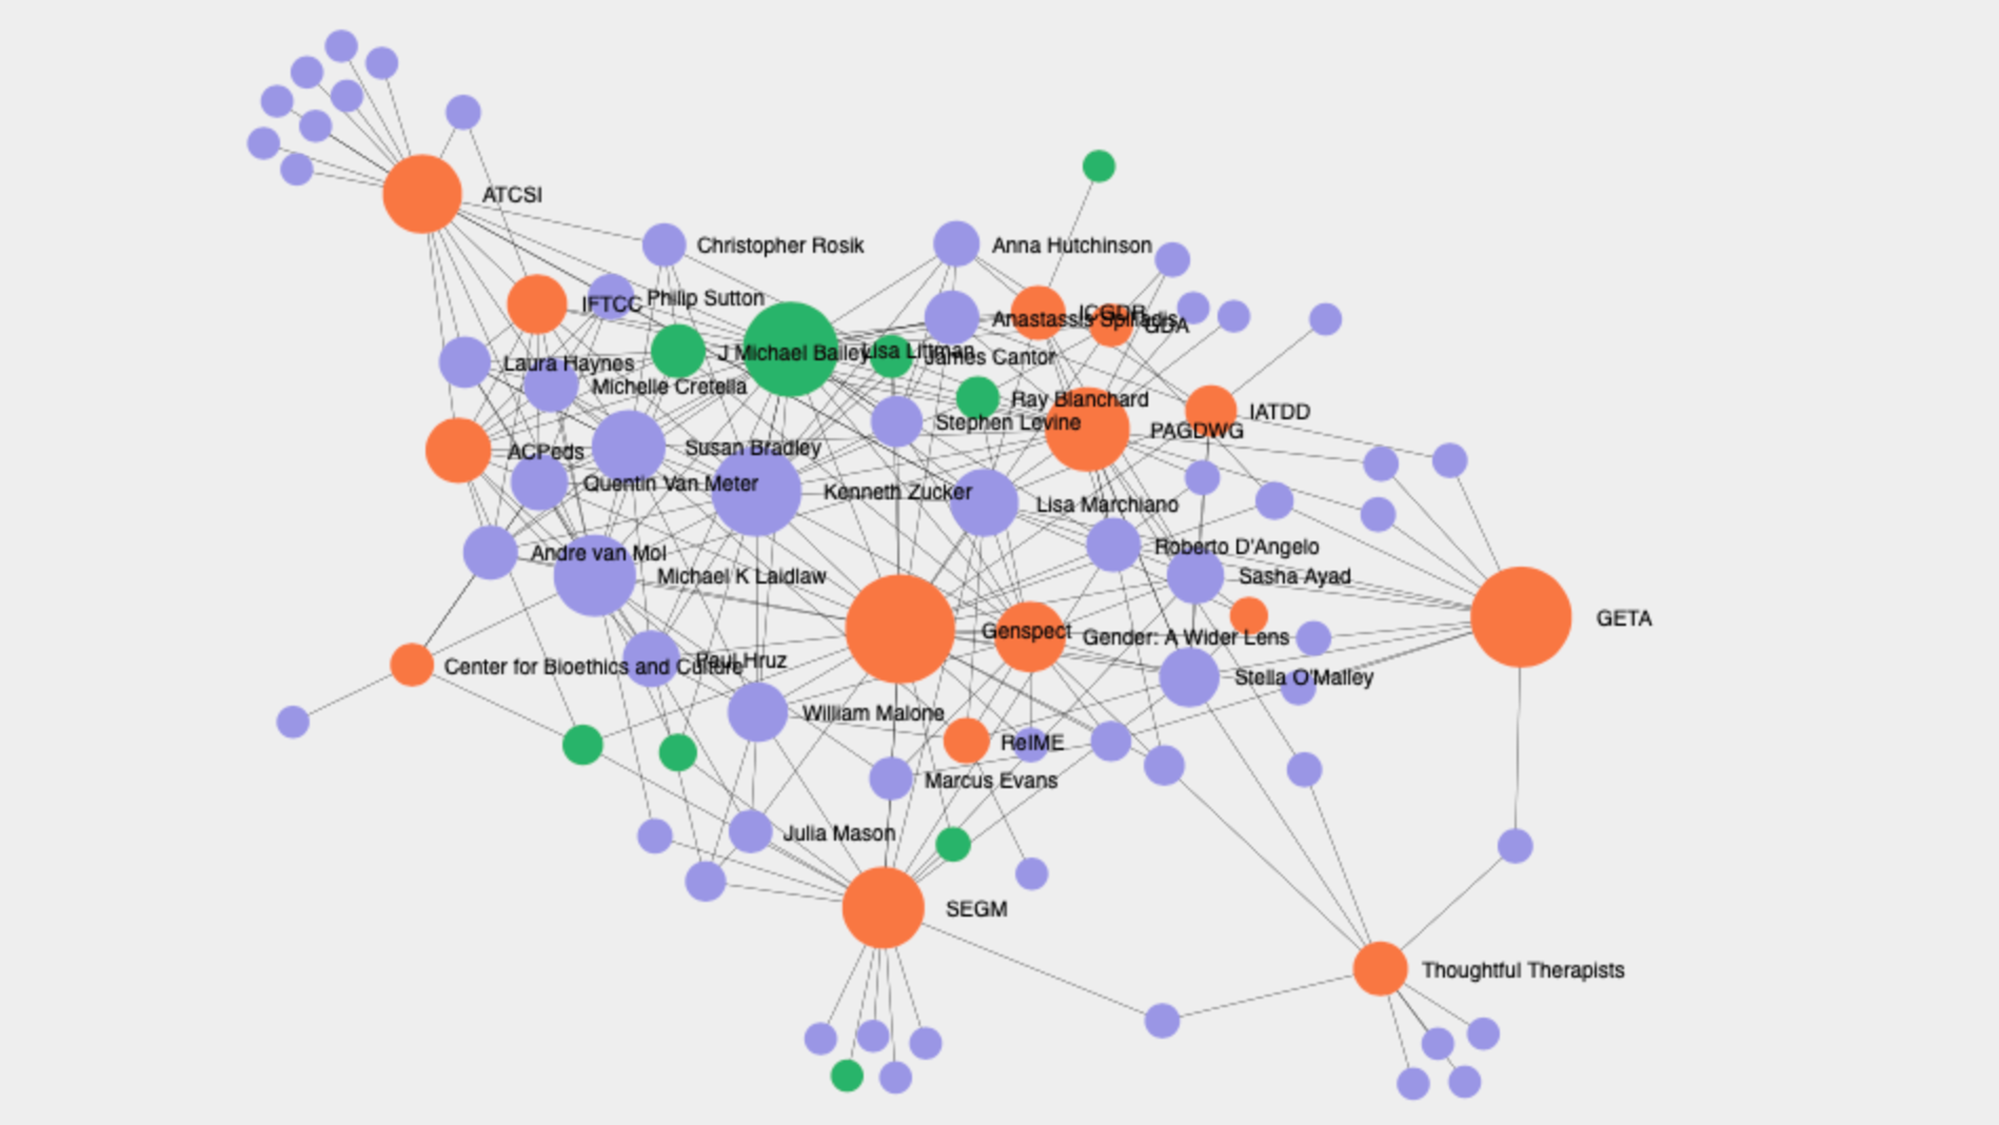 ATCSI
Christopher Rosik
Anna Hutchinson
Philip Sutton
IFTCC
ICGDR
Anastassis Spiliadis
GDA
J Michael Bailey
Lisa Littman
James Cantor
Laura Haynes
Michelle Cretella
Ray Blanchard
IATDD
Stephen Levine
PAGDWG
Susan Bradley
ACPeds
Quentin Van Meter
Kenneth Zucker
Lisa Marchiano
Roberto D'Angelo
Andre van Mol
Michael K Laidlaw
Sasha Ayad
GETA
Genspect
Gender: A Wider Lens
Paul Hruz
Center for Bioethics and Culture
Stella O'Malley
William Malone
ReIME
Marcus Evans
Julia Mason
SEGM
Thoughtful Therapists